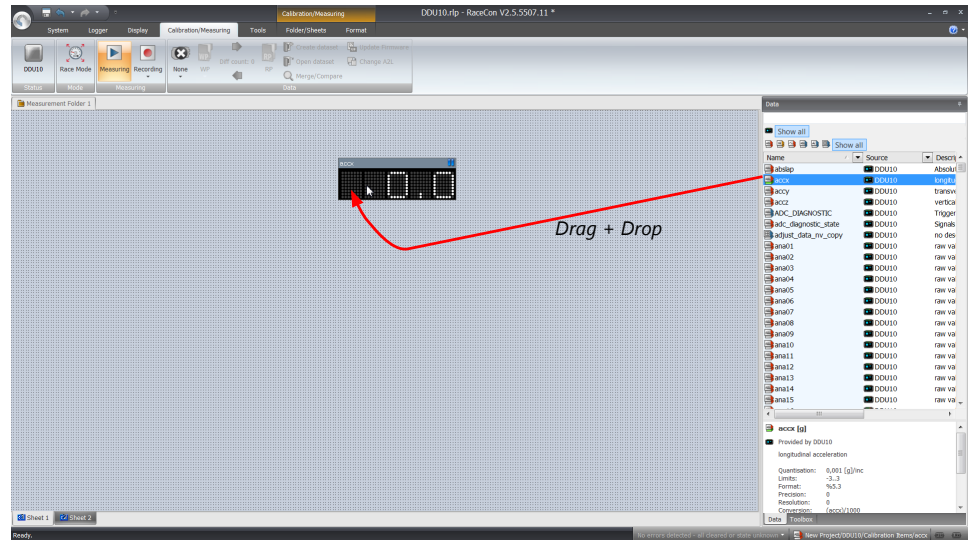 Calibration/Measuring
DDU10.rlp - RaceCon V2.5.5507.11 *
System Logger Display Calibration/Measuring Tools Folder/Sheets Format
DDU10 Race Mode Measuring Recording None WP Diff count: 0 RP Create dataset Update Firmware
Open dataset Change A2L
Merge/Compare
Status Mode Measuring Data
Measurement Folder 1
Data
Show all
Show all
Name Source Descrip
abslap DDU10 Absolut
accx DDU10 longitu
accy DDU10 transve
accz DDU10 vertica
ADC_DIAGNOSTIC DDU10 Trigger
adc_diagnostic_state DDU10 Signals
adjust_data_nv_copy DDU10 no des
ana01 DDU10 raw va
ana02 DDU10 raw va
ana03 DDU10 raw va
ana04 DDU10 raw va
ana05 DDU10 raw va
ana06 DDU10 raw va
ana07 DDU10 raw va
ana08 DDU10 raw va
ana09 DDU10 raw va
ana10 DDU10 raw va
ana11 DDU10 raw va
ana12 DDU10 raw va
ana13 DDU10 raw va
ana14 DDU10 raw va
ana15 DDU10 raw va
accx
0.0
Drag + Drop
accx [g]
Provided by DDU10
longitudinal acceleration
Quantisation: 0,001 [g]/inc
Limits: -3..3
Format: %5.3
Precision: 0
Resolution: 0
Conversion: (accx)/1000
Sheet 1 Sheet 2
Data Toolbox
Ready.
No errors detected - all cleared or state unknown
New Project/DDU10/Calibration Items/accx